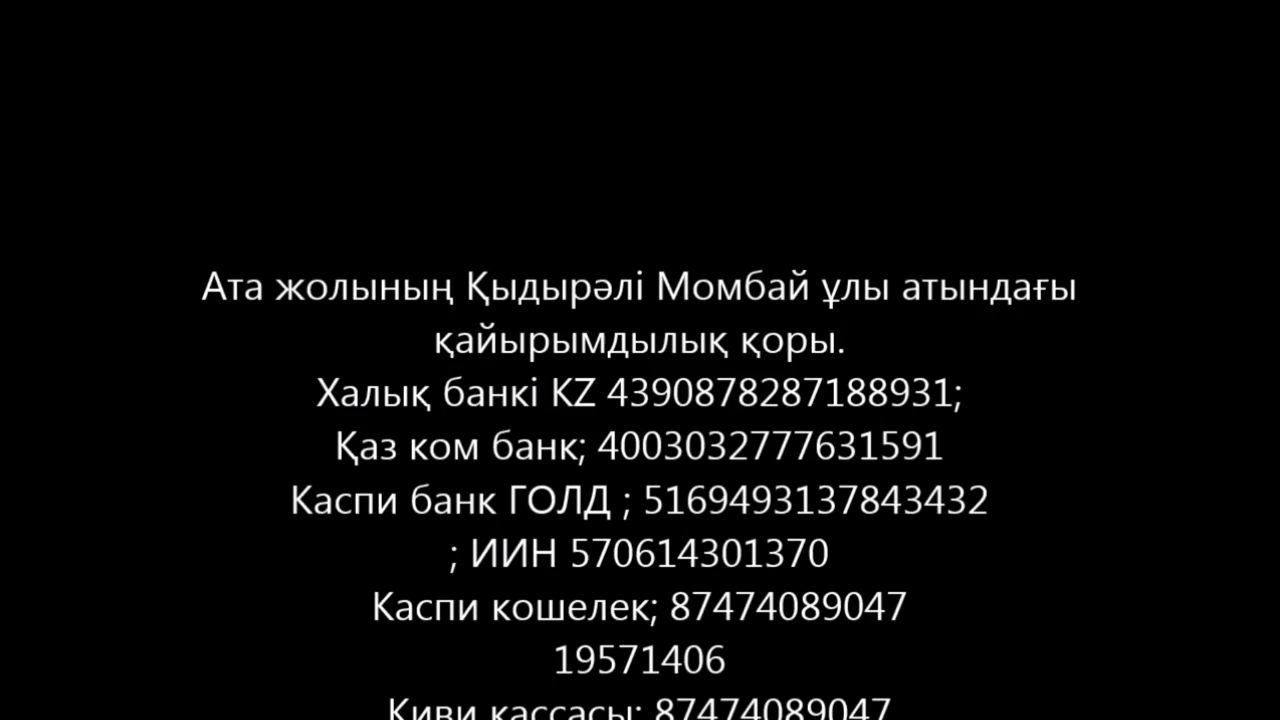 Ата жолының Қыдырәлі Момбай ұлы атындағы
қайырымдылық қоры.
Халық банкі KZ 4390878287188931;
Қаз ком банк; 4003032777631591
Каспи банк ГОЛД ; 5169493137843432
; ИИН 570614301370
Каспи кошелек; 87474089047
19571406
Киви кассасы: 87474089047